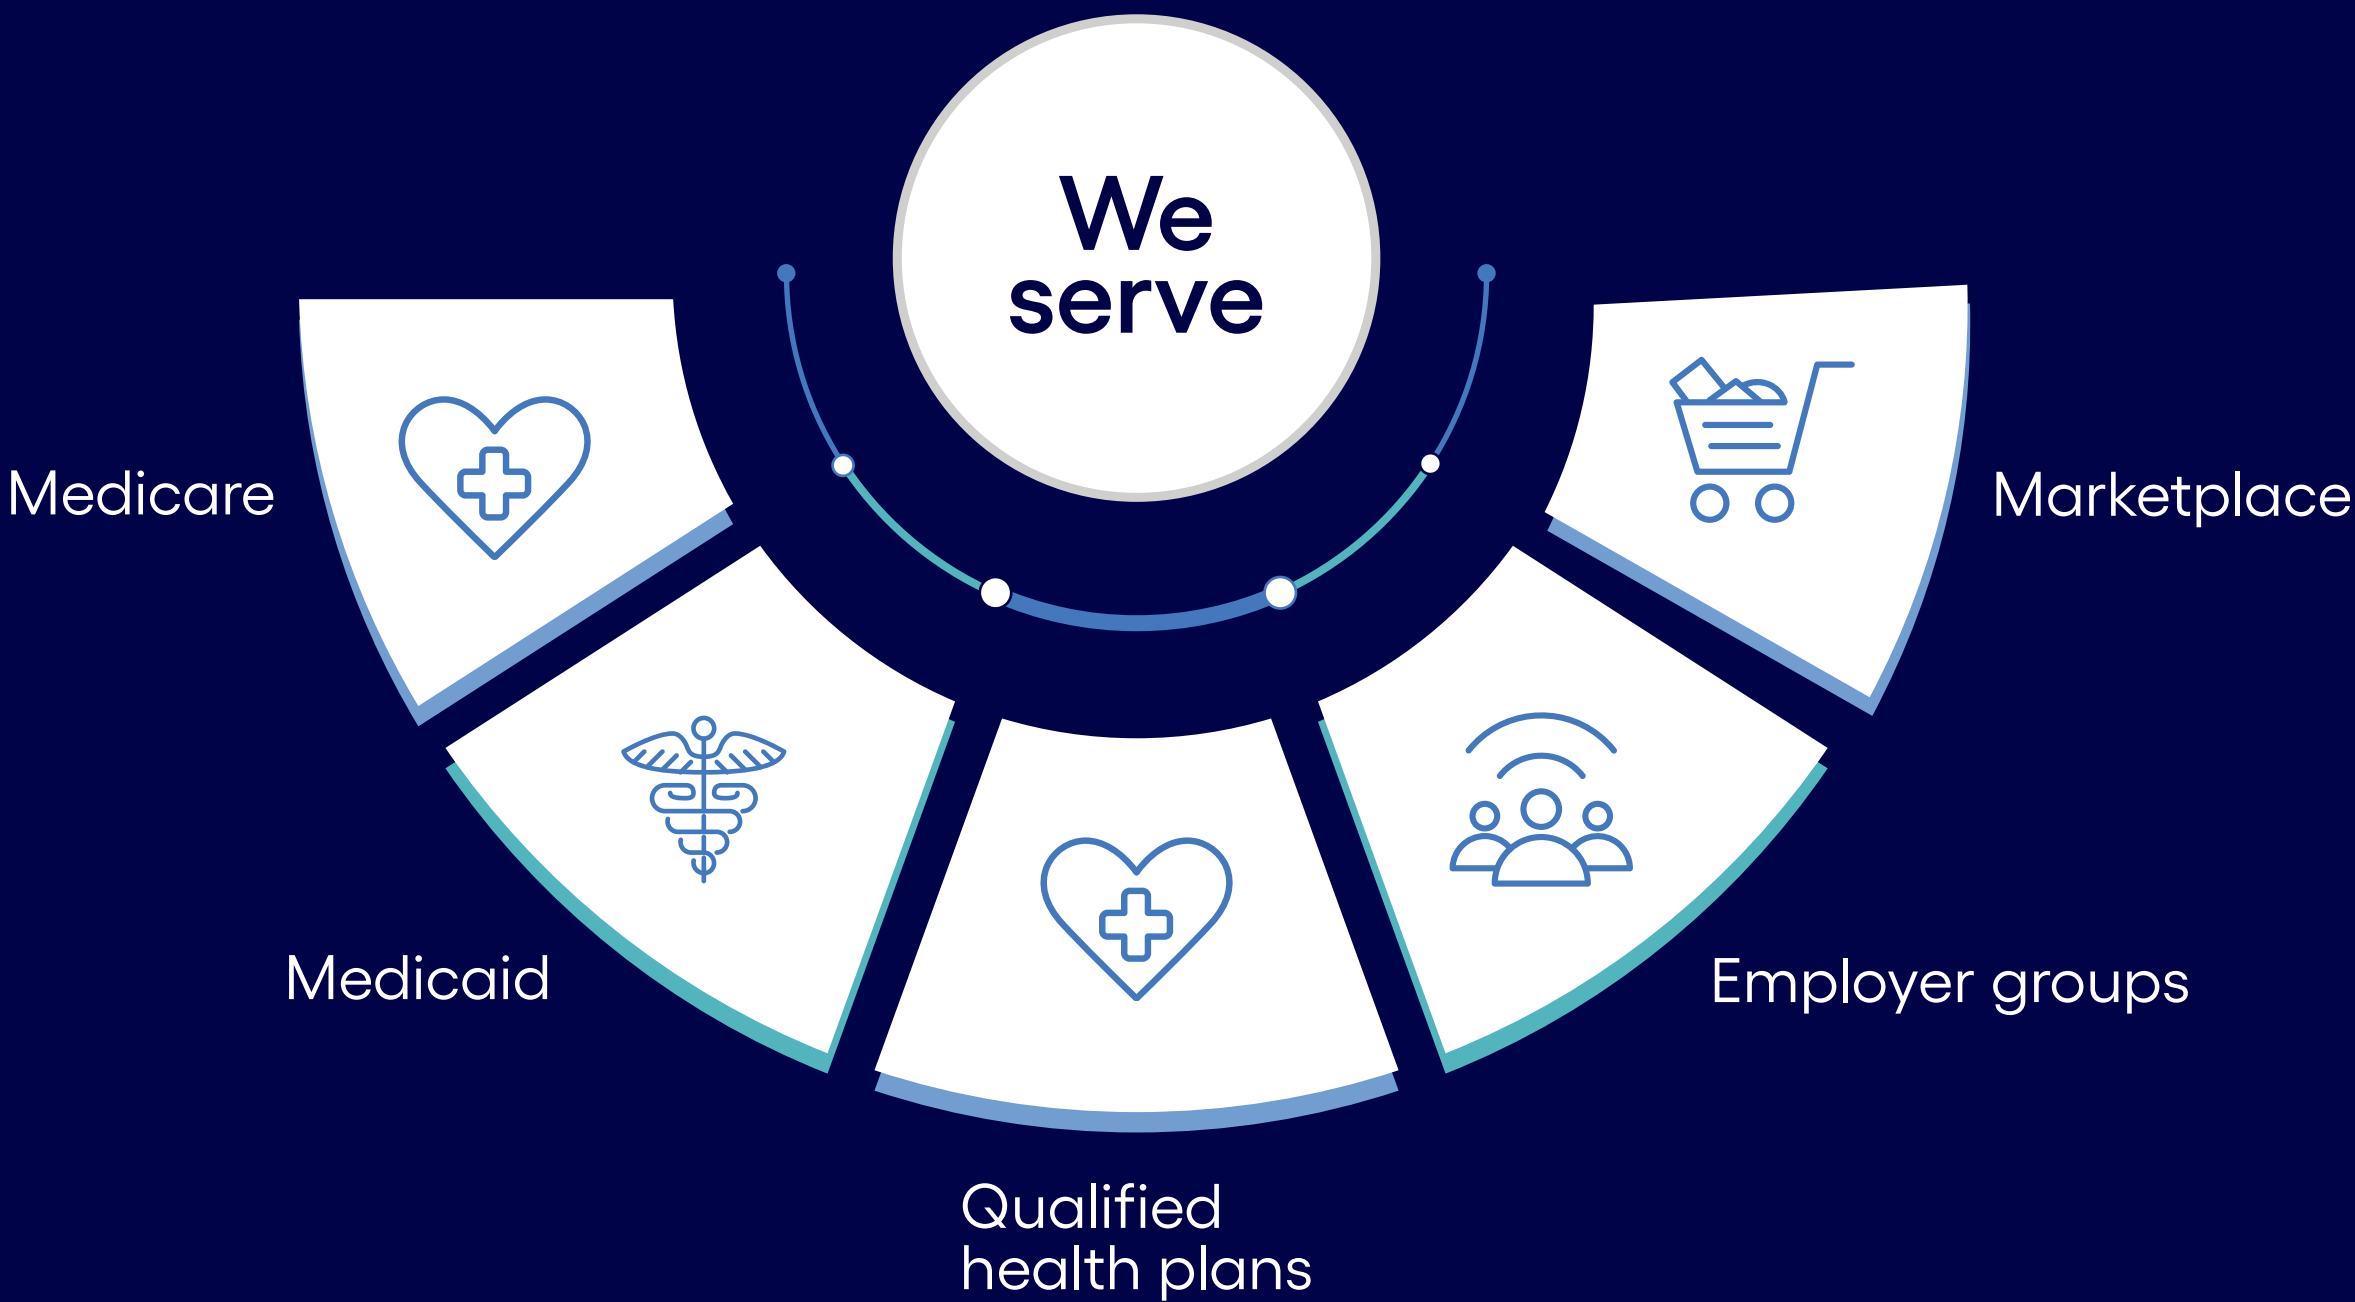 We
serve
Medicare
Medicaid
Qualified
health plans
Employer groups
Marketplace